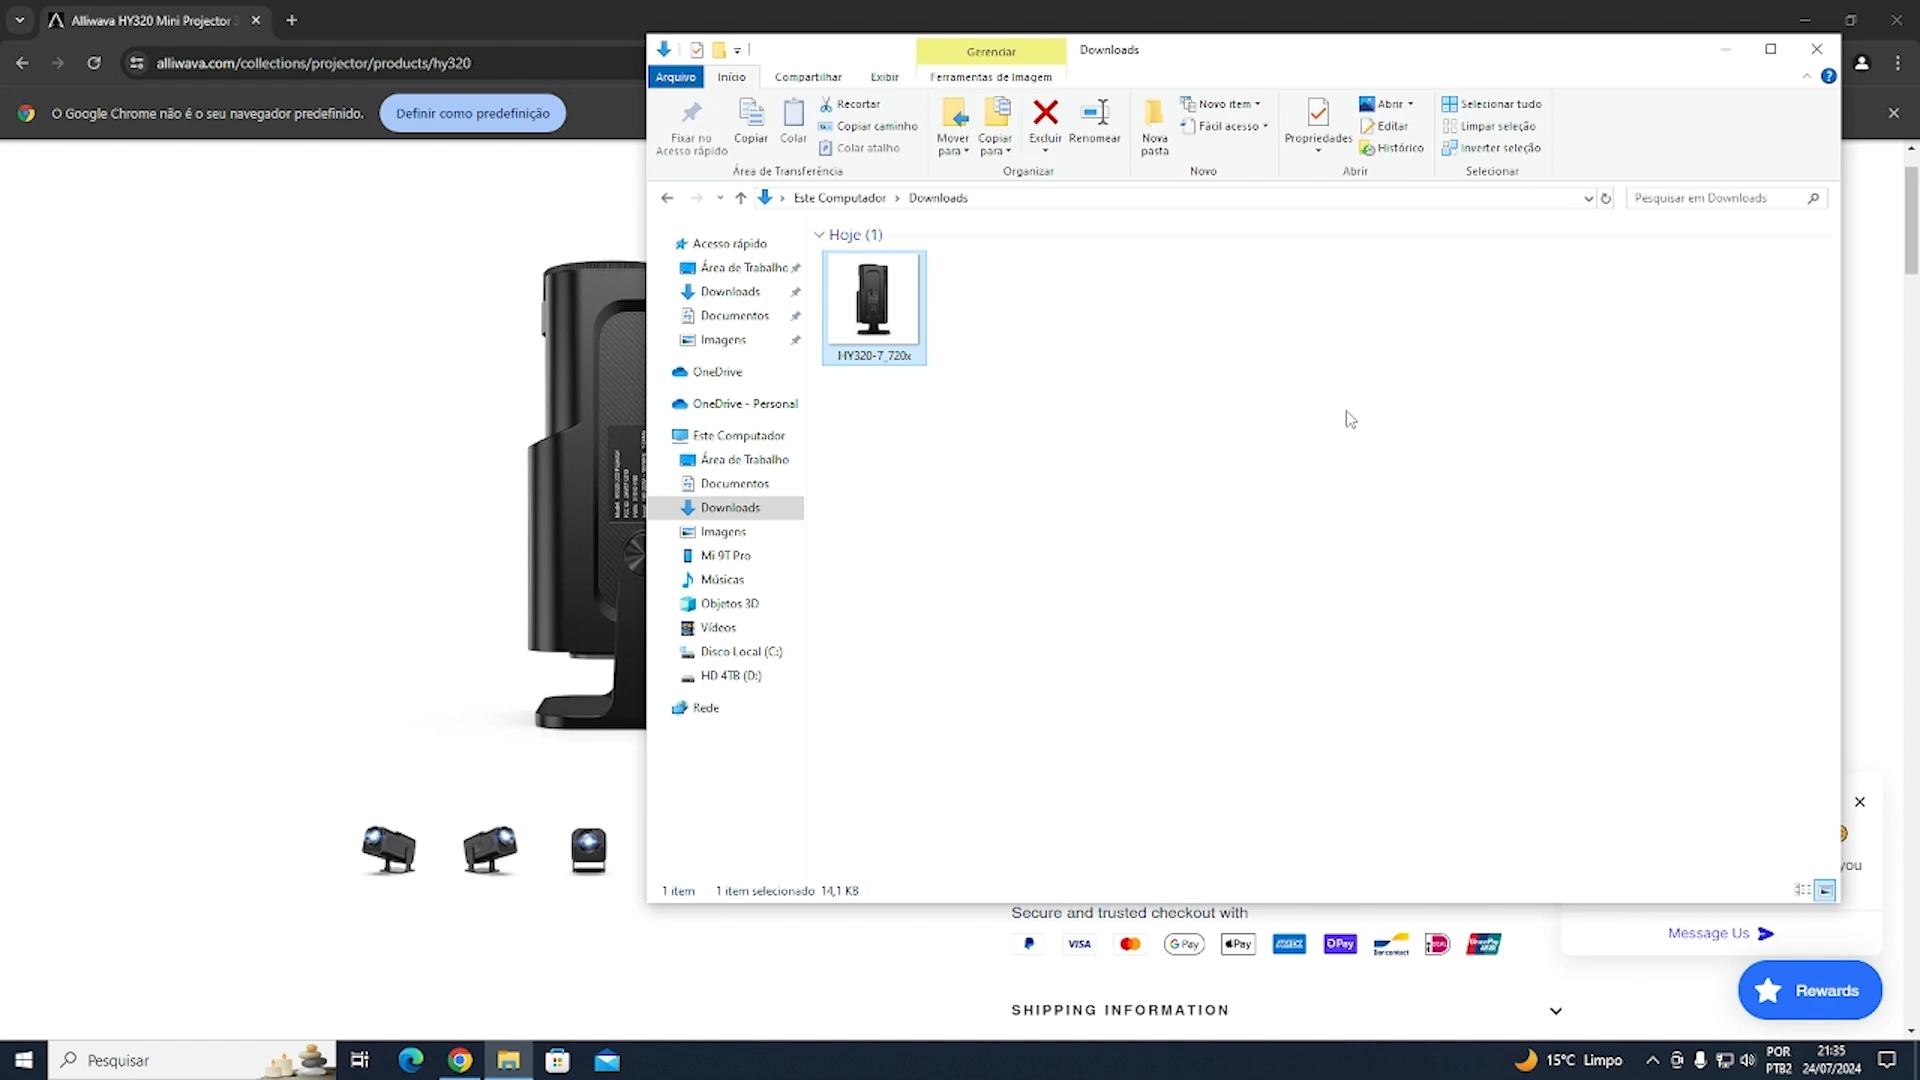 Alliwava HY320 Mini Projector
alliwava.com/collections/projector/products/hy320
O Google Chrome não é o seu navegador predefinido.
Definir como predefinição
Gerenciar
Downloads
Arquivo
Início
Compartilhar
Exibir
Ferramentas de Imagem
Fixar no
Acesso rápido
Copiar
Colar
Recortar
Copiar caminho
Colar atalho
Área de Transferência
Mover
para
Copiar
para
Excluir
Renomear
Organizar
Nova
pasta
Novo item
Fácil acesso
Novo
Propriedades
Abrir
Editar
Histórico
Abrir
Selecionar tudo
Limpar seleção
Inverter seleção
Selecionar
Este Computador
Downloads
Pesquisar em Downloads
Acesso rápido
Área de Trabalho
Downloads
Documentos
Imagens
OneDrive
OneDrive - Personal
Este Computador
Área de Trabalho
Documentos
Downloads
Imagens
Mi 9T Pro
Músicas
Objetos 3D
Vídeos
Disco Local (C:)
HD 4TB (D:)
Rede
Hoje (1)
HY320-7_720x
1 item
1 item selecionado 14,1 KB
you
Message Us
Secure and trusted checkout with
VISA
G Pay
Pay
AMEX
OPay
Bancontact
SHIPPING INFORMATION
Rewards
Pesquisar
15°C Limpo
POR
PTB2
21:35
24/07/2024